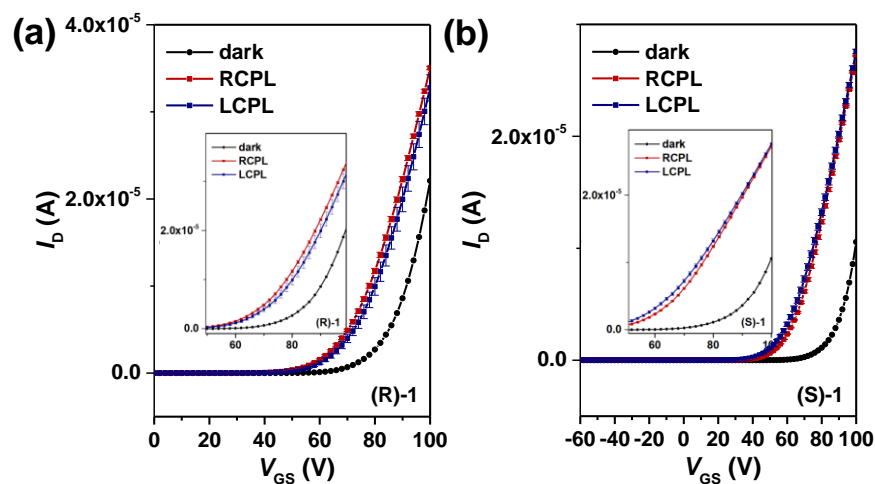 (a)
4.0x10⁻⁵
dark
RCPL
LCPL
2.0x10⁻⁵
0.0
I_D (A)
dark
RCPL
LCPL
2.0x10⁻⁵
0.0
60
80
(R)-1
(R)-1
0
20
40
60
80
100
V_GS (V)
(b)
dark
RCPL
LCPL
2.0x10⁻⁵
0.0
I_D (A)
dark
RCPL
LCPL
2.0x10⁻⁵
0.0
60
80
(S)-1
(S)-1
-60
-40
-20
0
20
40
60
80
100
V_GS (V)